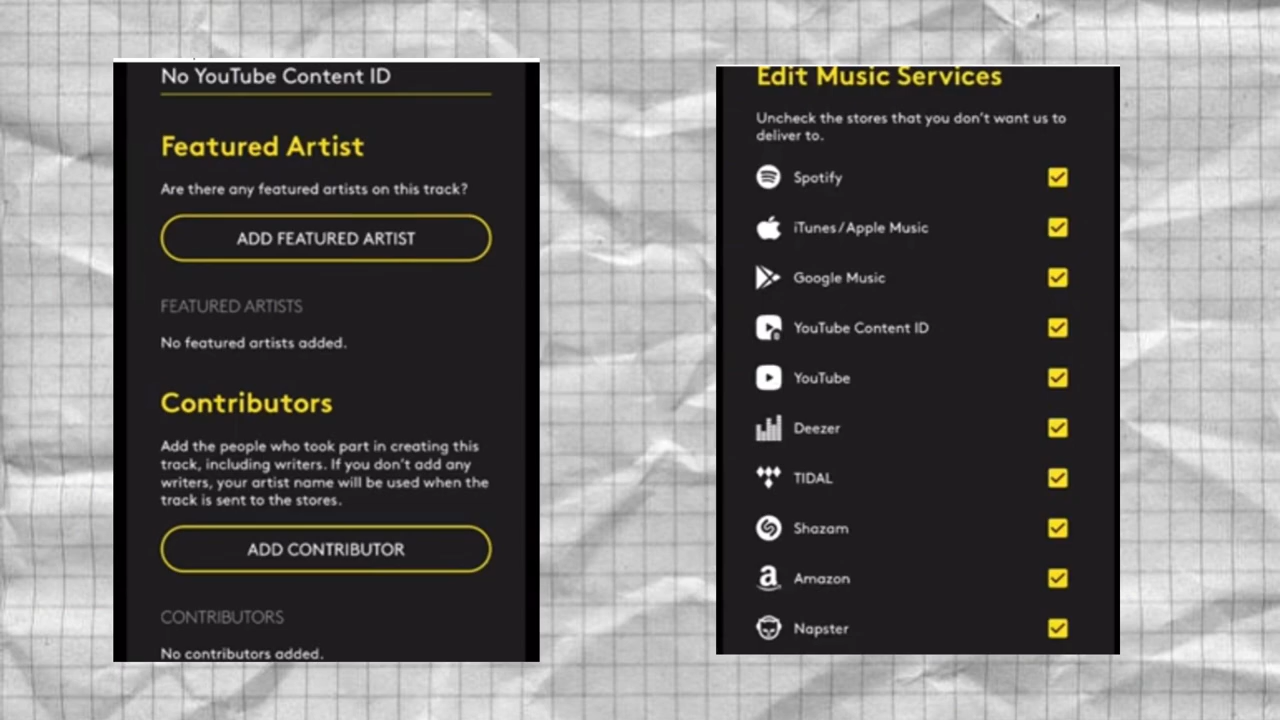 No YouTube Content ID
Featured Artist
Are there any featured artists on this track?
ADD FEATURED ARTIST
FEATURED ARTISTS
No featured artists added.
Contributors
Add the people who took part in creating this
track, including writers. If you don't add any
writers, your artist name will be used when the
track is sent to the stores.
ADD CONTRIBUTOR
CONTRIBUTORS
No contributors added.
Edit Music Services
Uncheck the stores that you don't want us to
deliver to.
Spotify
iTunes/Apple Music
Google Music
YouTube Content ID
YouTube
Deezer
TIDAL
Shazam
Amazon
Napster